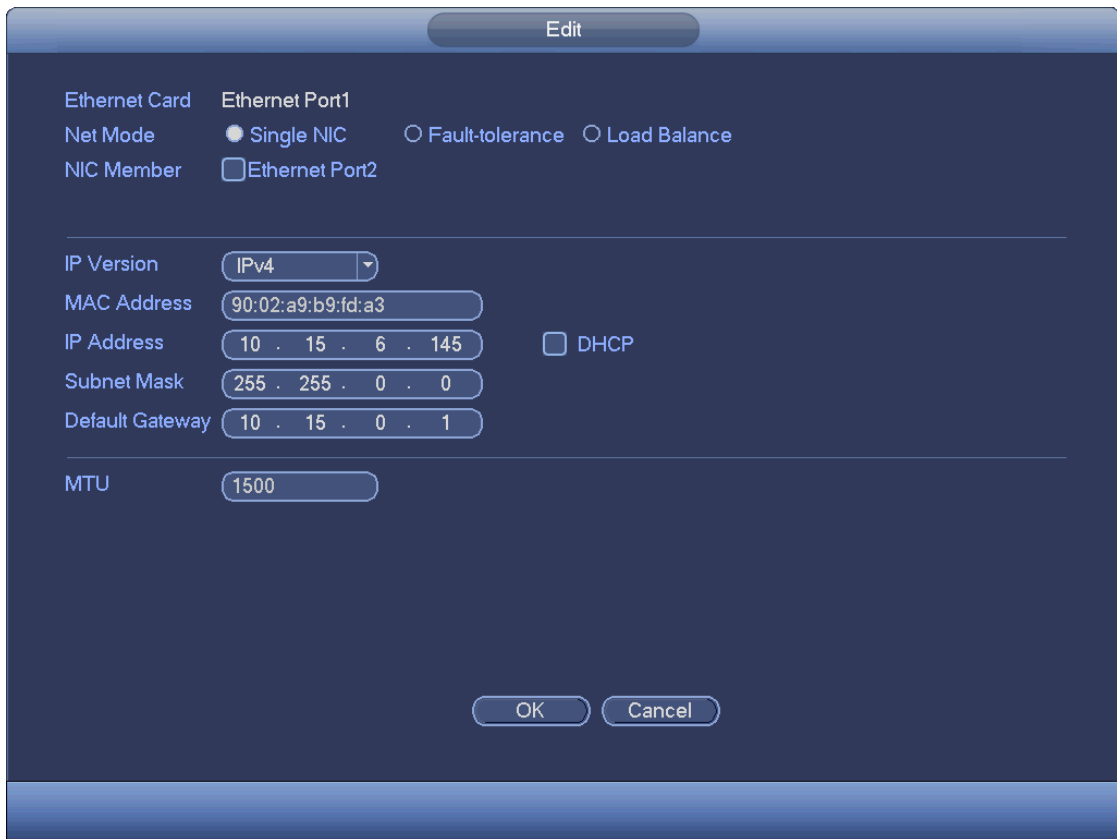 Edit
Ethernet Card Ethernet Port1
Net Mode Single NIC Fault-tolerance Load Balance
NIC Member Ethernet Port2
IP Version IPv4
MAC Address 90:02:a9:b9:fd:a3
IP Address 10 . 15 . 6 . 145 DHCP
Subnet Mask 255 . 255 . 0 . 0
Default Gateway 10 . 15 . 0 . 1
MTU 1500
OK Cancel